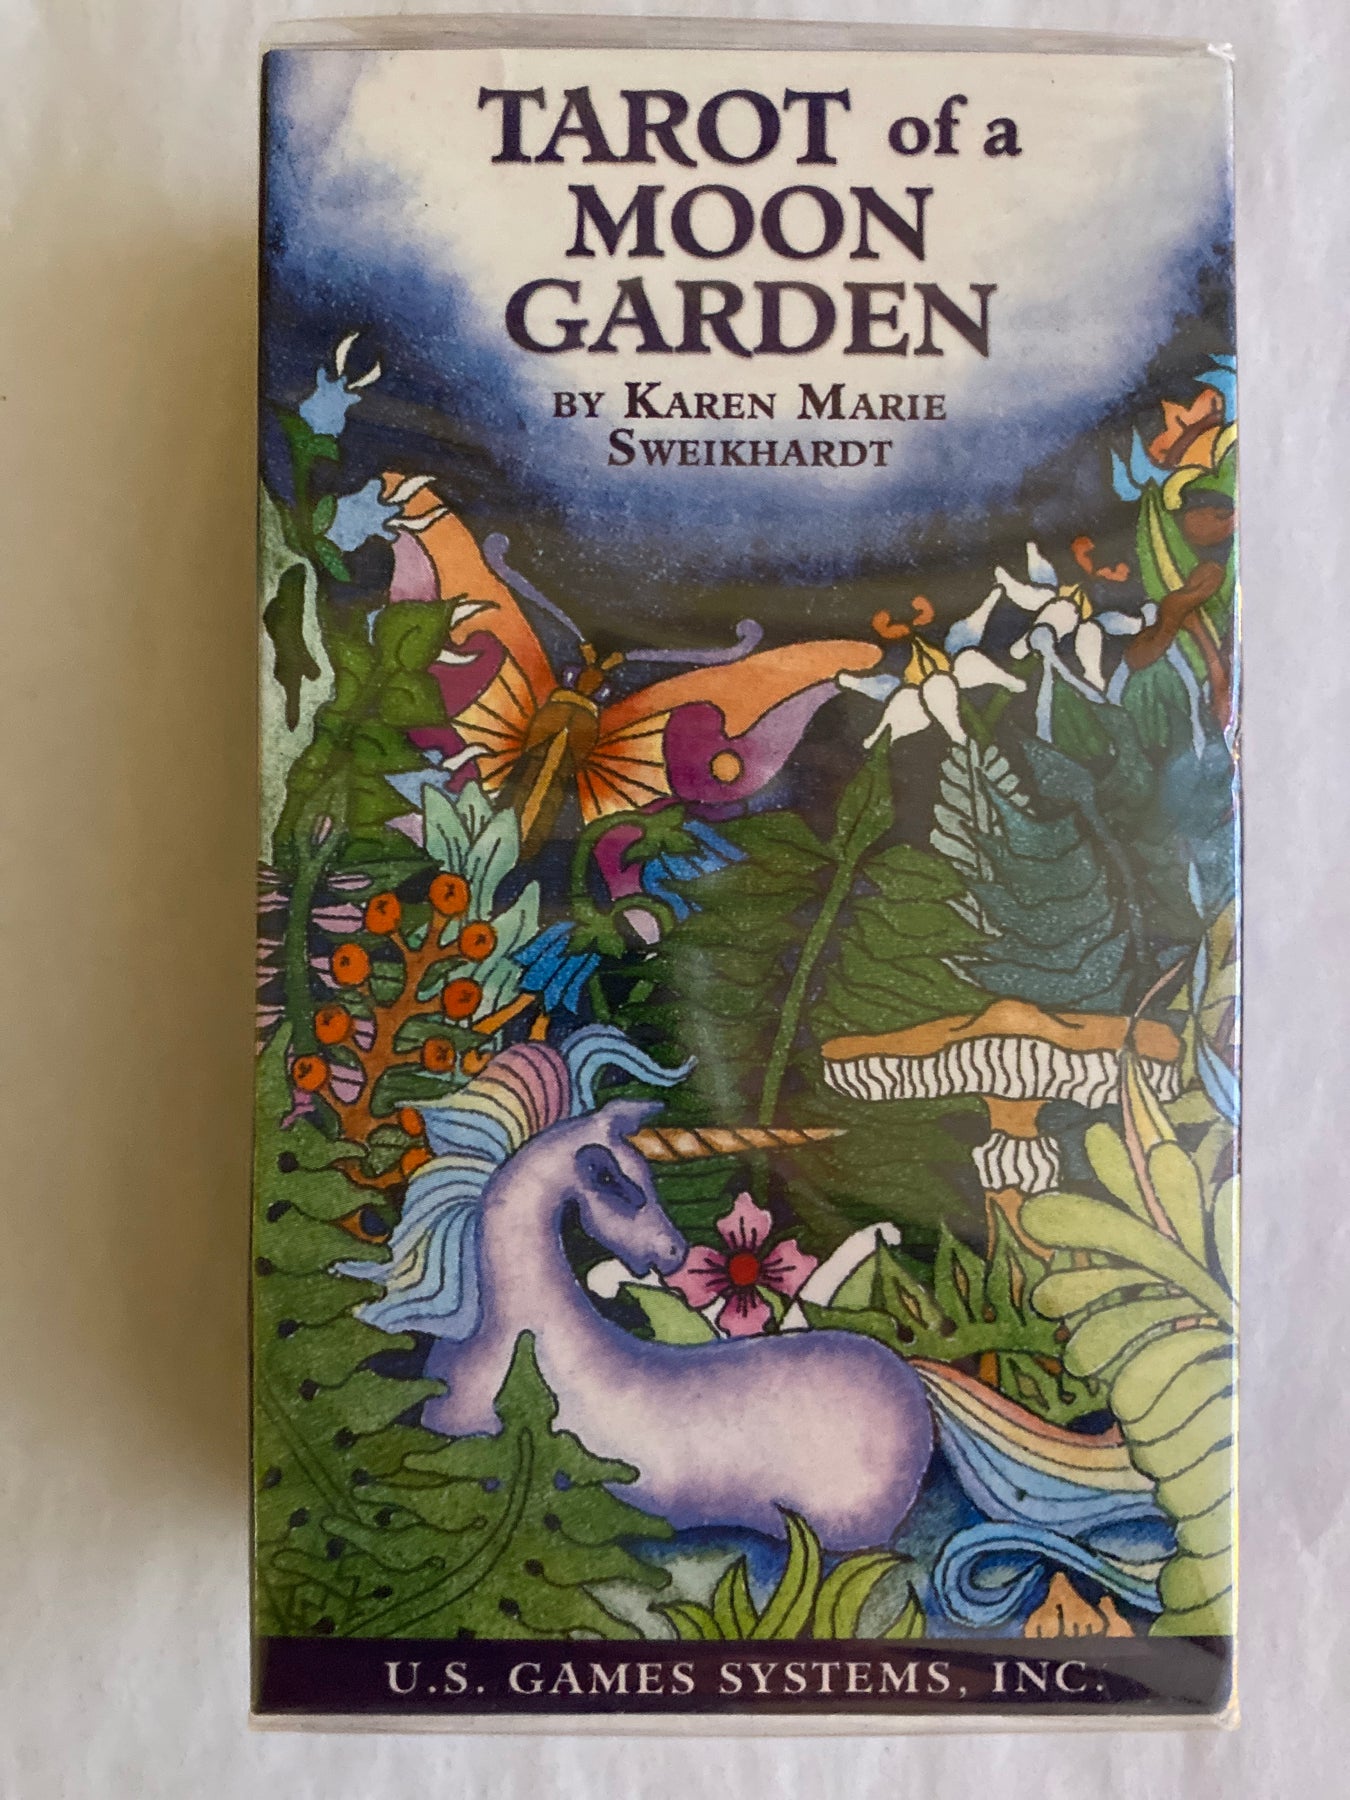 TAROT of a
MOON
GARDEN
BY KAREN MARIE
SWEIKHARDT
U.S. GAMES SYSTEMS, INC.